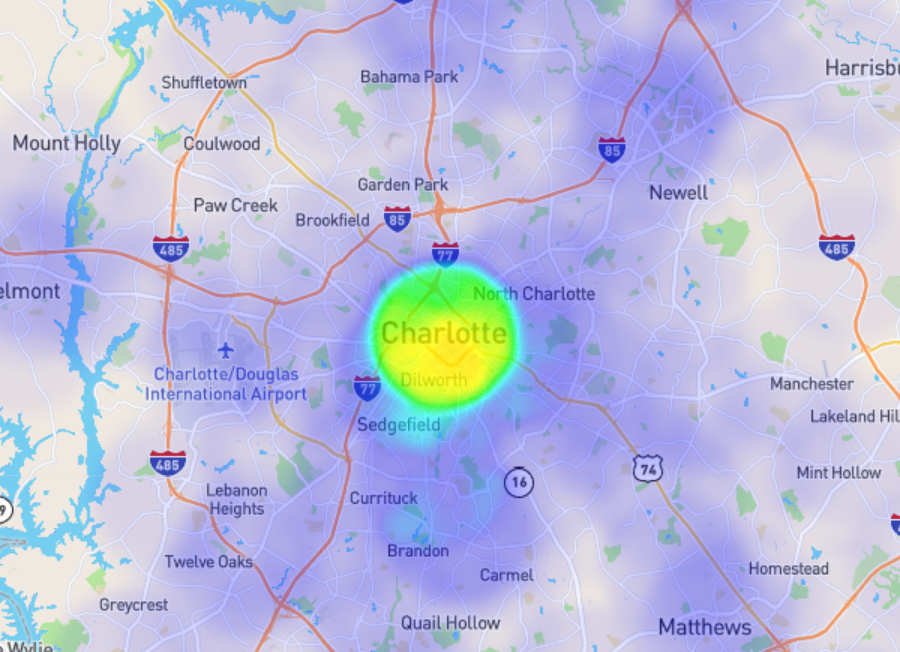 Shuffletown
Bahama Park
Harrisbu
Mount Holly
Coulwood
85
Garden Park
Newell
Paw Creek
Brookfield
85
485
77
485
elmont
North Charlotte
Charlotte
Charlotte/Douglas
International Airport
77
Dilworth
Manchester
Sedgefield
Lakeland Hil
485
16
74
Mint Hollow
Lebanon
Heights
Currituck
9
4
Brandon
Twelve Oaks
Carmel
Homestead
Greycrest
Quail Hollow
Matthews
Wylie